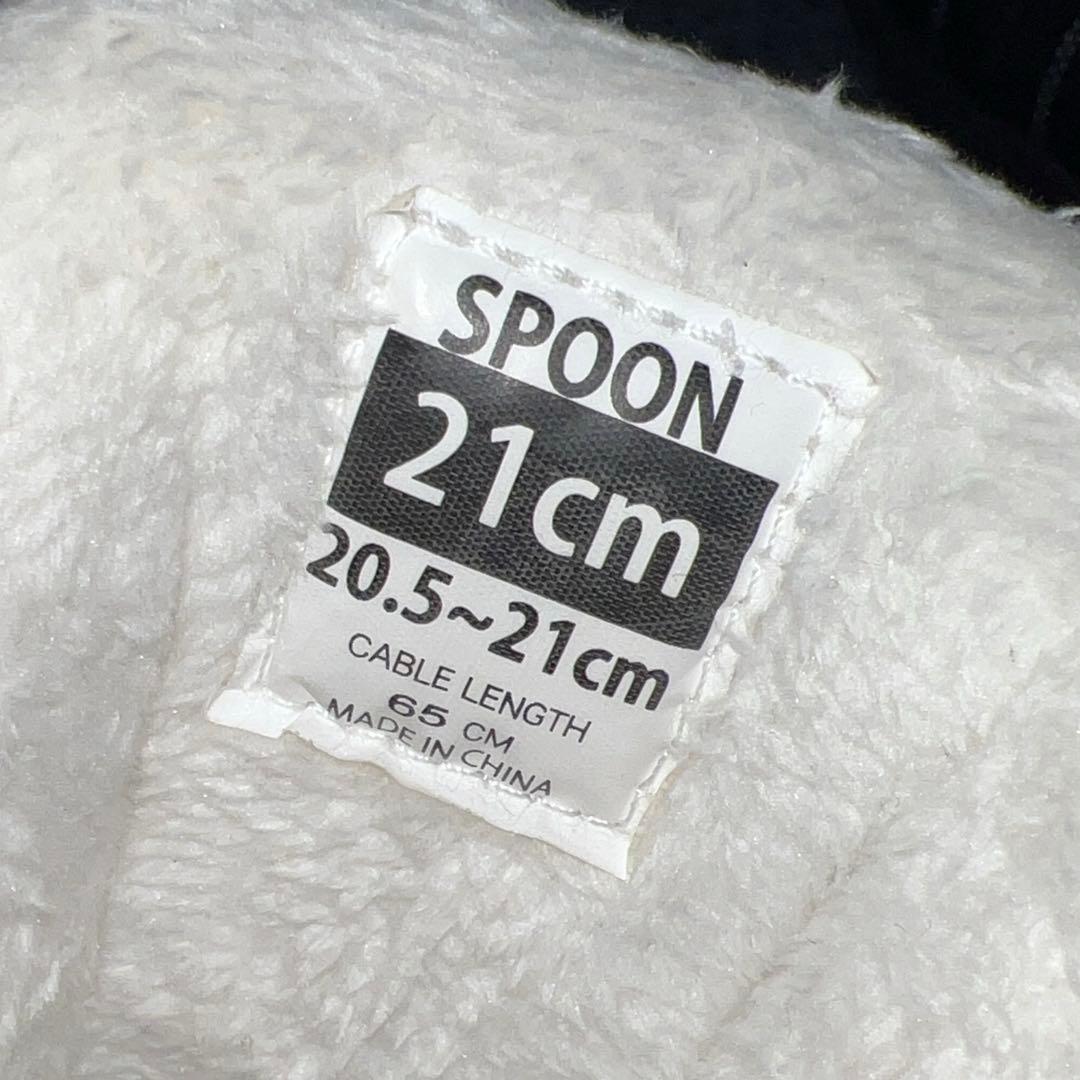 SPOON
21cm
20.5~21cm
CABLE LENGTH
65 CM
MADE IN CHINA